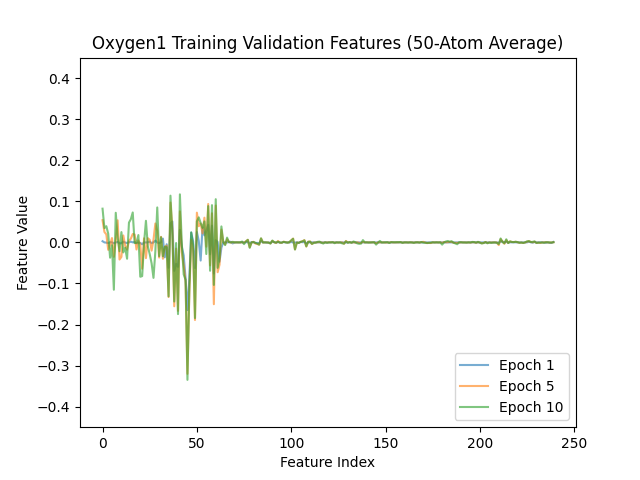 Oxygen1 Training Validation Features (50-Atom Average)
0.4
0.3
0.2
0.1
0.0
−0.1
−0.2
−0.3
−0.4
Feature Value
0 50 100 150 200 250
Feature Index
Epoch 1
Epoch 5
Epoch 10